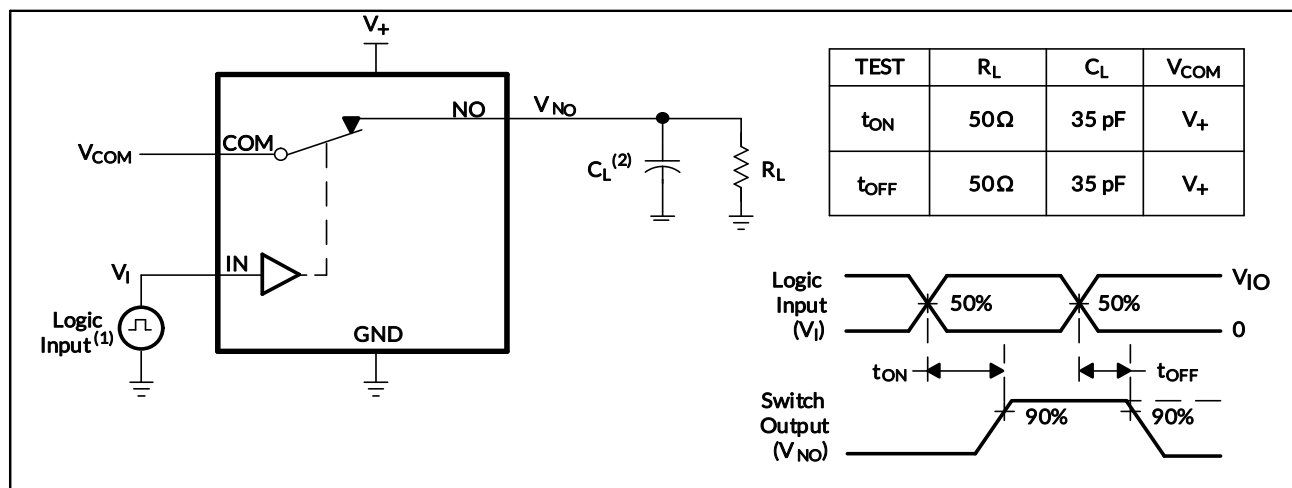 V+
NO
VNO
COM
VCOM
CL(2)
RL
IN
VI
Logic
Input(1)
GND
TEST RL CL VCOM
tON 50Ω 35 pF V+
tOFF 50Ω 35 pF V+
Logic
Input
(VI)
50%
50%
VIO
0
tON
tOFF
Switch
Output
(VNO)
90%
90%